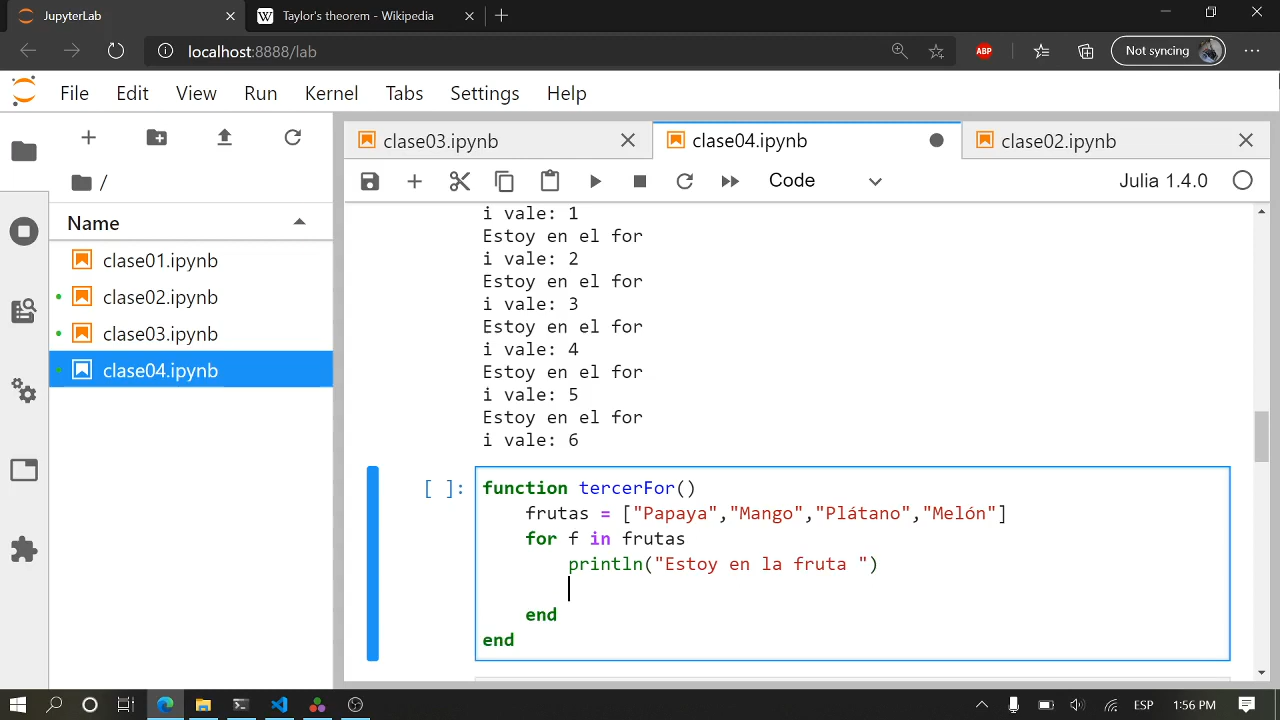 JupyterLab
Taylor's theorem - Wikipedia
localhost:8888/lab
ABP
Not syncing
File Edit View Run Kernel Tabs Settings Help
/
Name
clase01.ipynb
clase02.ipynb
clase03.ipynb
clase04.ipynb
clase03.ipynb
clase04.ipynb
clase02.ipynb
Code
Julia 1.4.0
i vale: 1
Estoy en el for
i vale: 2
Estoy en el for
i vale: 3
Estoy en el for
i vale: 4
Estoy en el for
i vale: 5
Estoy en el for
i vale: 6
[ ]:
function tercerFor()
frutas = ["Papaya","Mango","Plátano","Melón"]
for f in frutas
println("Estoy en la fruta ")
end
end
ESP
1:56 PM